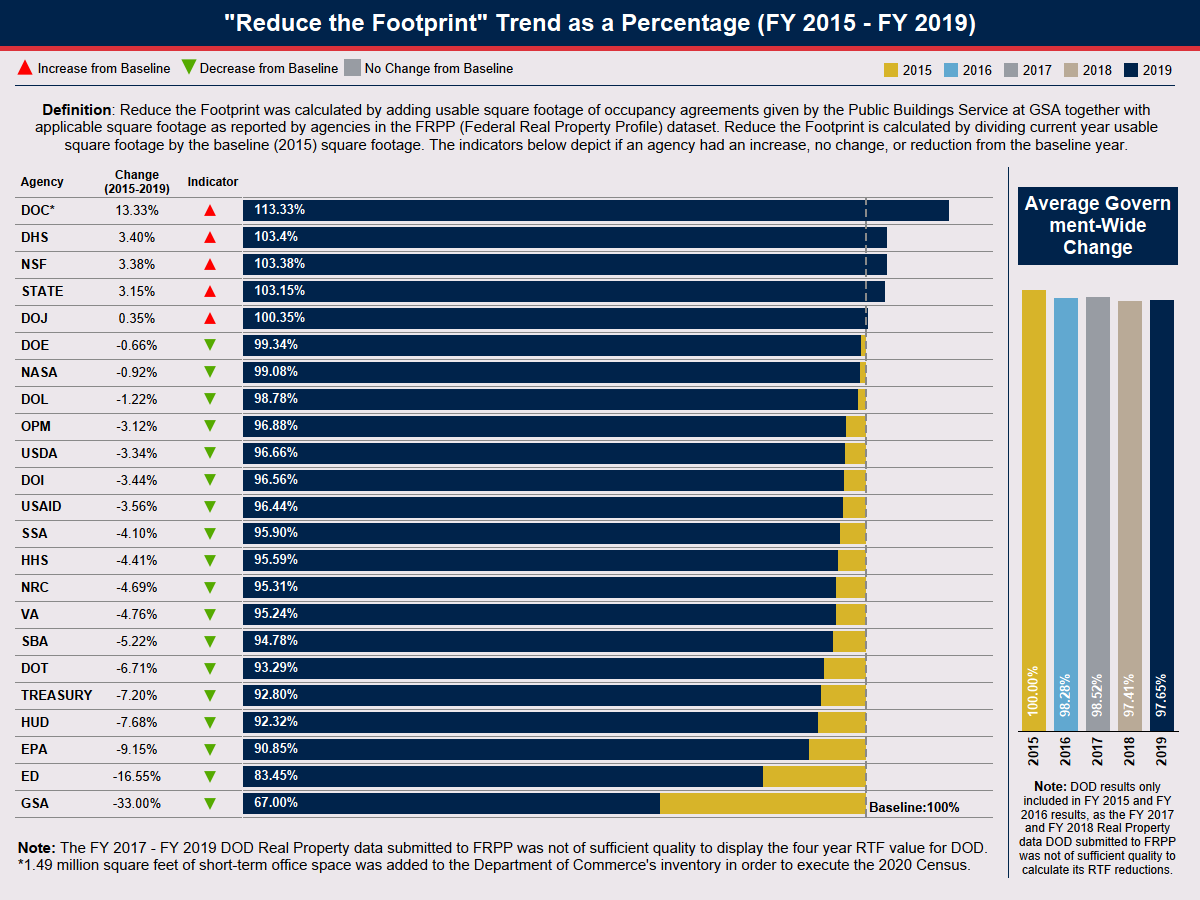 "Reduce the Footprint" Trend as a Percentage (FY 2015 - FY 2019)
Increase from Baseline Decrease from Baseline No Change from Baseline
2015 2016 2017 2018 2019
Definition: Reduce the Footprint was calculated by adding usable square footage of occupancy agreements given by the Public Buildings Service at GSA together with
applicable square footage as reported by agencies in the FRPP (Federal Real Property Profile) dataset. Reduce the Footprint is calculated by dividing current year usable
square footage by the baseline (2015) square footage. The indicators below depict if an agency had an increase, no change, or reduction from the baseline year.
Agency Change (2015-2019) Indicator
DOC* 13.33% 113.33%
DHS 3.40% 103.4%
NSF 3.38% 103.38%
STATE 3.15% 103.15%
DOJ 0.35% 100.35%
DOE -0.66% 99.34%
NASA -0.92% 99.08%
DOL -1.22% 98.78%
OPM -3.12% 96.88%
USDA -3.34% 96.66%
DOI -3.44% 96.56%
USAID -3.56% 96.44%
SSA -4.10% 95.90%
HHS -4.41% 95.59%
NRC -4.69% 95.31%
VA -4.76% 95.24%
SBA -5.22% 94.78%
DOT -6.71% 93.29%
TREASURY -7.20% 92.80%
HUD -7.68% 92.32%
EPA -9.15% 90.85%
ED -16.55% 83.45%
GSA -33.00% 67.00%
Baseline:100%
Note: The FY 2017 - FY 2019 DOD Real Property data submitted to FRPP was not of sufficient quality to display the four year RTF value for DOD.
*1.49 million square feet of short-term office space was added to the Department of Commerce's inventory in order to execute the 2020 Census.
Average Govern
ment-Wide
Change
100.00% 98.28% 98.52% 97.41% 97.65%
2015 2016 2017 2018 2019
Note: DOD results only
included in FY 2015 and FY
2016 results, as the FY 2017
and FY 2018 Real Property
data DOD submitted to FRPP
was not of sufficient quality to
calculate its RTF reductions.